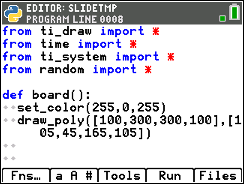 EDITOR: SLIDETMP
PROGRAM LINE 0008
from ti_draw import *
from time import *
from ti_system import *
from random import *
def board():
set_color(255,0,255)
draw_poly([100,300,300,100],[1
05,45,165,105])
Fns… a A # Tools Run Files